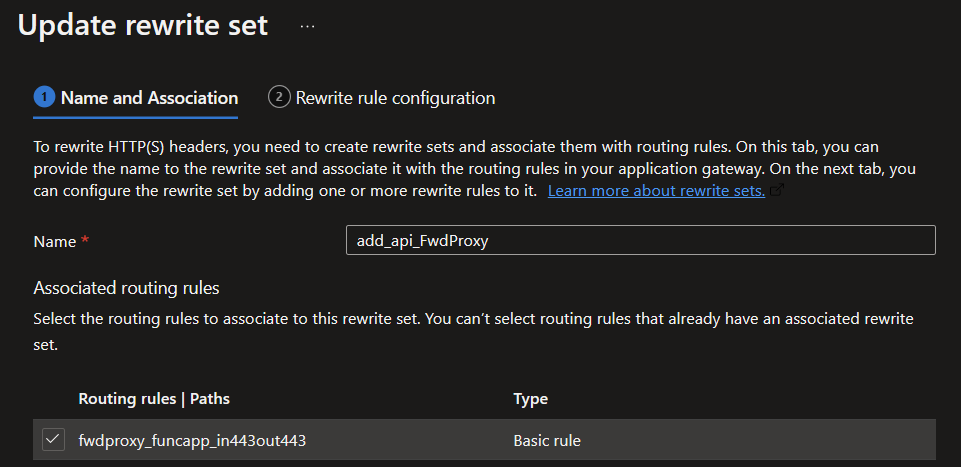 Update rewrite set ...
1 Name and Association 2 Rewrite rule configuration
To rewrite HTTP(S) headers, you need to create rewrite sets and associate them with routing rules. On this tab, you can
provide the name to the rewrite set and associate it with the routing rules in your application gateway. On the next tab, you
can configure the rewrite set by adding one or more rewrite rules to it. Learn more about rewrite sets.
Name * add_api_FwdProxy
Associated routing rules
Select the routing rules to associate to this rewrite set. You can’t select routing rules that already have an associated rewrite
set.
Routing rules | Paths Type
fwdproxy_funcapp_in443out443 Basic rule